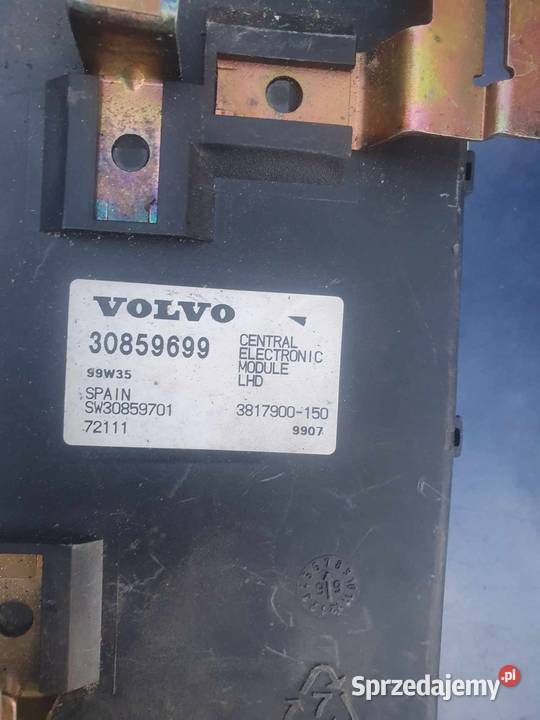 VOLVO
30859699
CENTRAL
ELECTRONIC
MODULE
LHD
99W35
SPAIN
SW30859701
3817900-150
72111
9907
Sprzedajemy.pl